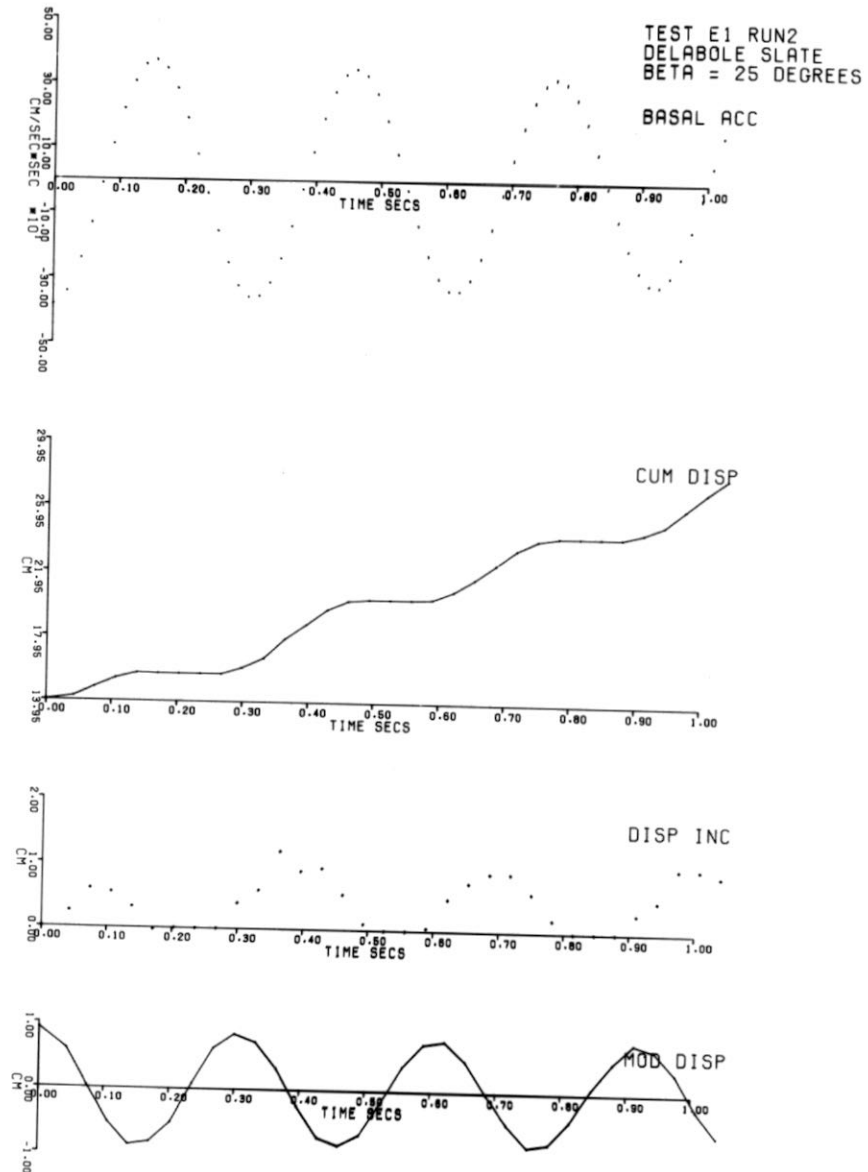 TEST E1 RUN2
DELABOLE SLATE
BETA = 25 DEGREES
BASAL ACC
50.00
30.00
10.00
-10.00
-30.00
-50.00
CM/SEC*SEC *10
0.00 0.10 0.20 0.30 0.40 0.50 0.60 0.70 0.80 0.90 1.00
TIME SECS
CUM DISP
29.95
25.95
21.95
17.95
13.95
CM
0.00 0.10 0.20 0.30 0.40 0.50 0.60 0.70 0.80 0.90 1.00
TIME SECS
DISP INC
2.00
1.00
0.00
CM
0.00 0.10 0.20 0.30 0.40 0.50 0.60 0.70 0.80 0.90 1.00
TIME SECS
MOD DISP
1.00
0.00
-1.00
CM
0.00 0.10 0.20 0.30 0.40 0.50 0.60 0.70 0.80 0.90 1.00
TIME SECS